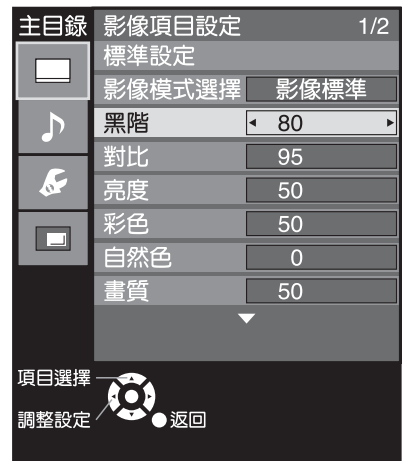 主目錄 影像項目設定 1/2
標準設定
影像模式選擇 影像標準
黑階 80
對比 95
亮度 50
彩色 50
自然色 0
畫質 50
項目選擇
調整設定 返回